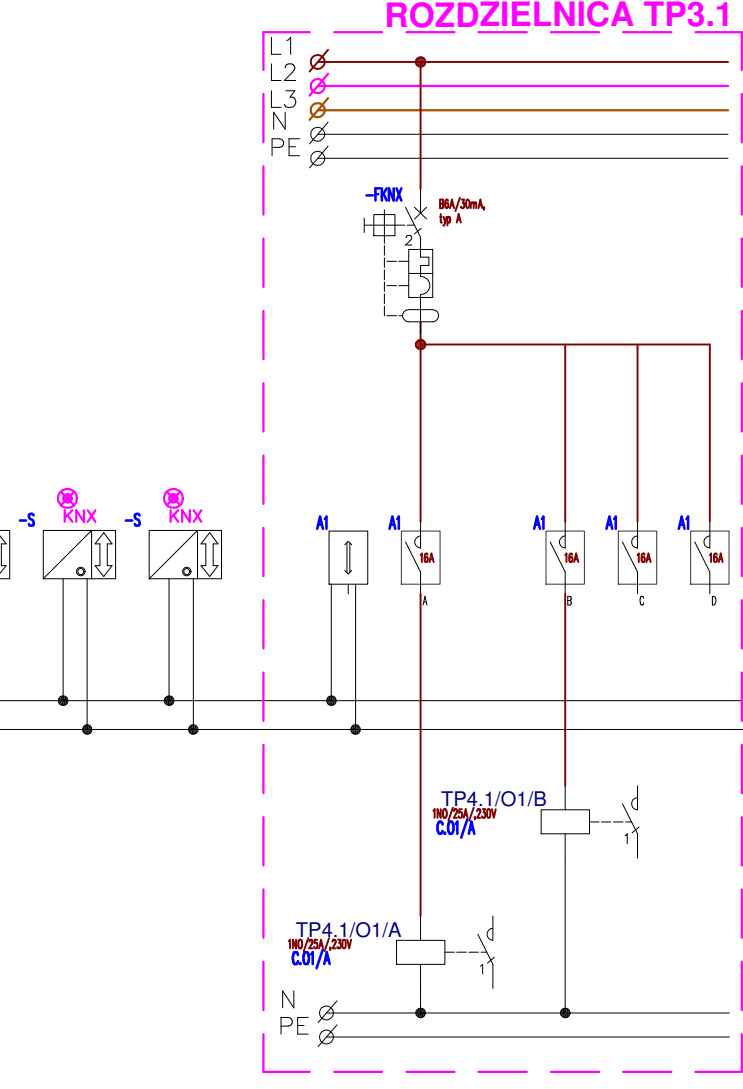 ROZDZIELNICA TP3.1
L1
L2
L3
N
PE
-FKNX
B6A/30mA,
typ A
2
KNX
KNX
-S
-S
A1
A1
A1
A1
A1
16A
16A
16A
16A
A
B
C
D
TP4.1/O1/B
1NO/25A/,230V
C.O1/A
1
TP4.1/O1/A
1NO/25A/,230V
C.O1/A
1
N
PE